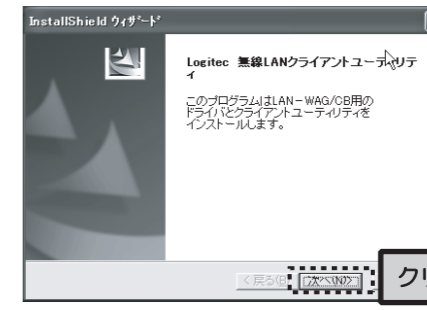 InstallShield ウィザード
Logitec 無線LANクライアントユーティリテ
ィ
このプログラムはLAN-WAG/CB用の
ドライバとクライアントユーティリティを
インストールします。
< 戻る(B) 次へ(N) >
クリ